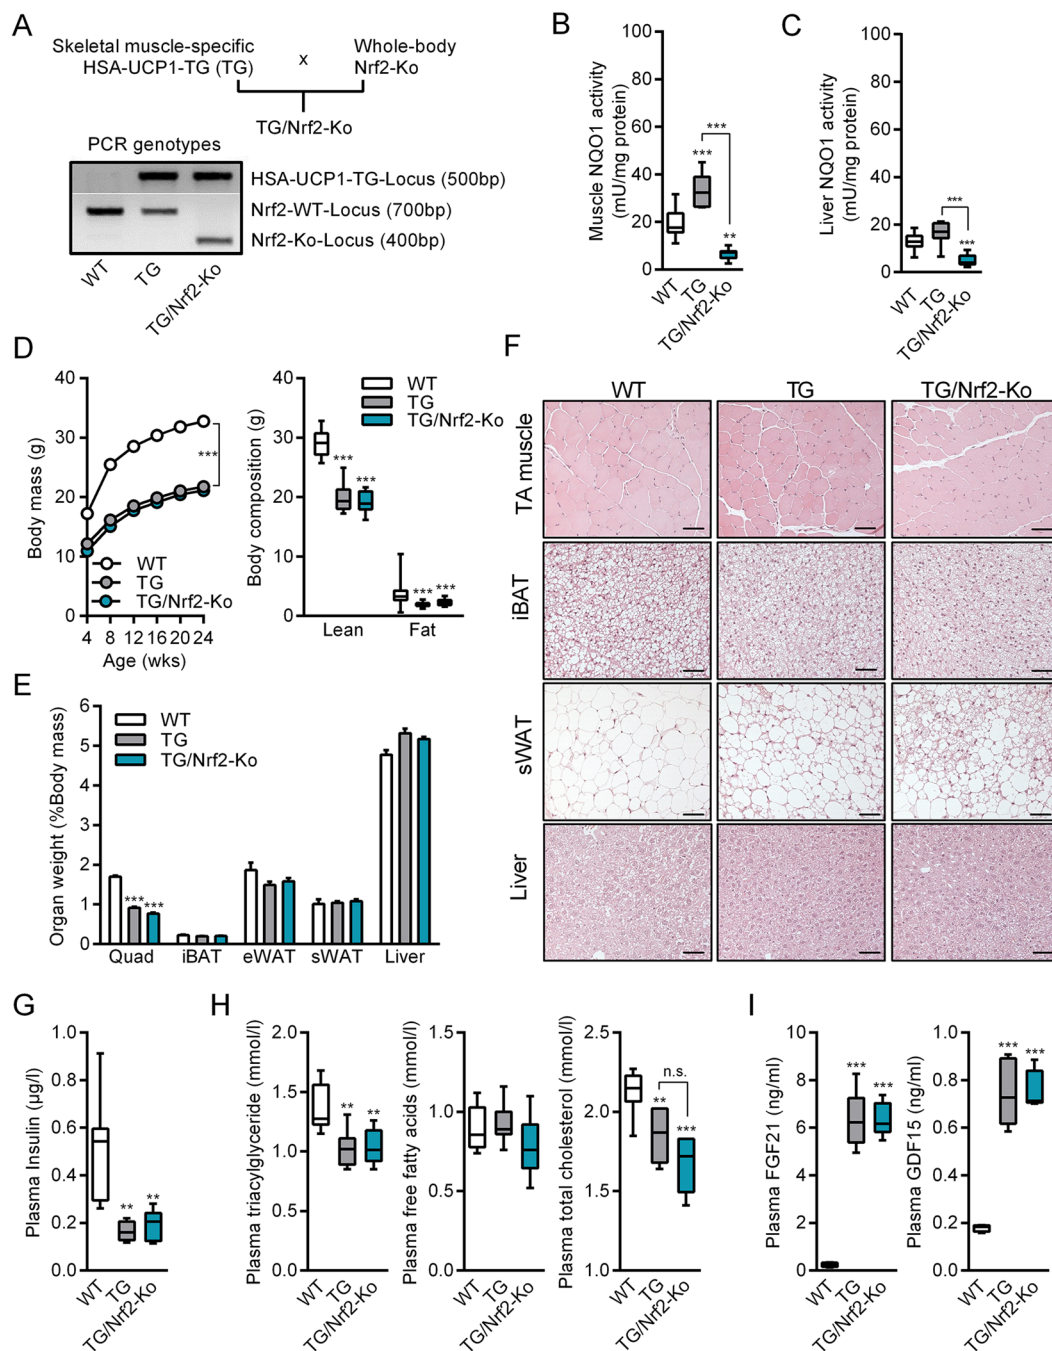 A
Skeletal muscle-specific
HSA-UCP1-TG (TG)
x
Whole-body
Nrf2-Ko
TG/Nrf2-Ko
PCR genotypes
HSA-UCP1-TG-Locus (500bp)
Nrf2-WT-Locus (700bp)
Nrf2-Ko-Locus (400bp)
WT
TG
TG/Nrf2-Ko
B
Muscle NQO1 activity
(mU/mg protein)
100
80
60
40
20
0
***
***
**
WT
TG
TG/Nrf2-Ko
C
Liver NQO1 activity
(mU/mg protein)
100
80
60
40
20
0
***
***
WT
TG
TG/Nrf2-Ko
D
Body mass (g)
40
30
20
10
0
***
WT
TG
TG/Nrf2-Ko
4 8 12 16 20 24
Age (wks)
Body composition (g)
40
30
20
10
0
WT
TG
TG/Nrf2-Ko
***
***
***
***
Lean
Fat
E
Organ weight (%Body mass)
6
5
4
3
2
1
0
WT
TG
TG/Nrf2-Ko
***
***
Quad
iBAT
eWAT
sWAT
Liver
F
WT
TG
TG/Nrf2-Ko
TA muscle
iBAT
sWAT
Liver
G
Plasma Insulin (µg/l)
1.0
0.8
0.6
0.4
0.2
0.0
**
**
WT
TG
TG/Nrf2-Ko
H
Plasma triacylglyceride (mmol/l)
2.0
1.5
1.0
0.5
0.0
**
**
WT
TG
TG/Nrf2-Ko
Plasma free fatty acids (mmol/l)
1.5
1.0
0.5
0.0
WT
TG
TG/Nrf2-Ko
Plasma total cholesterol (mmol/l)
2.5
2.0
1.5
1.0
n.s.
**
***
WT
TG
TG/Nrf2-Ko
I
Plasma FGF21 (ng/ml)
10
8
6
4
2
0
***
***
WT
TG
TG/Nrf2-Ko
Plasma GDF15 (ng/ml)
1.0
0.8
0.6
0.4
0.2
0.0
***
***
WT
TG
TG/Nrf2-Ko